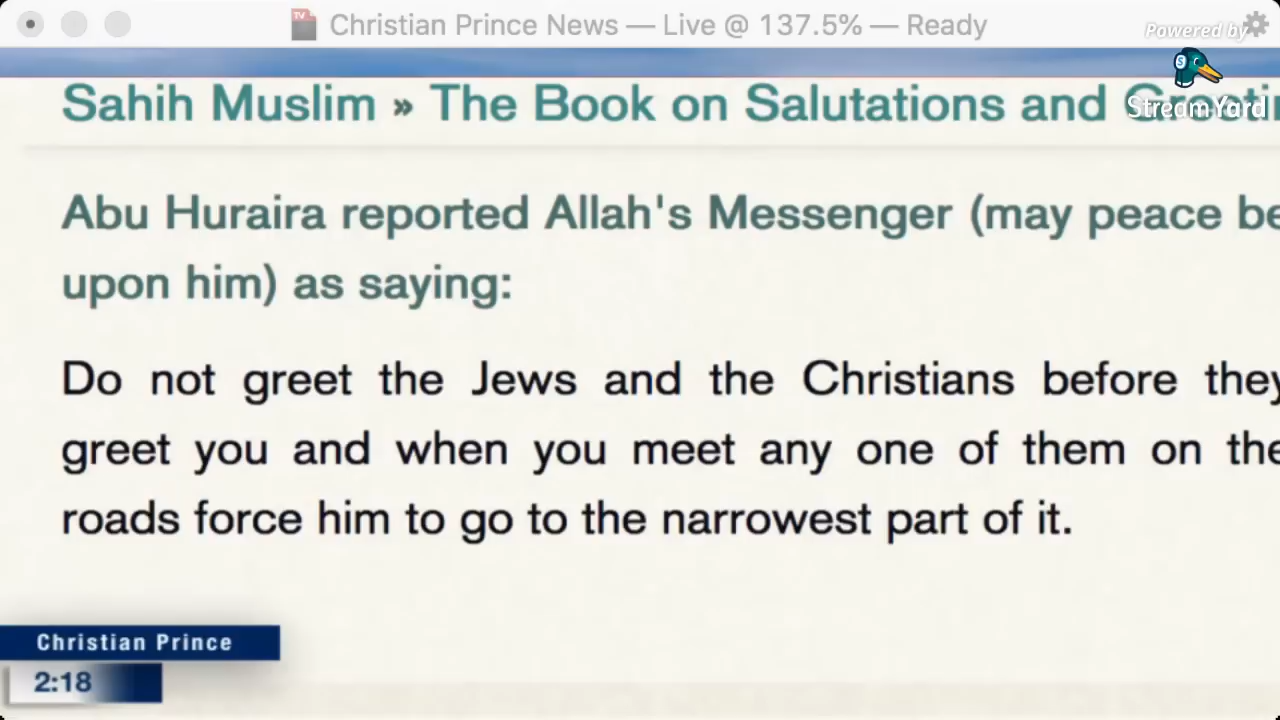 Christian Prince News — Live @ 137.5% — Ready
Powered by
StreamYard
Sahih Muslim » The Book on Salutations and
Abu Huraira reported Allah's Messenger (may peace be
upon him) as saying:
Do not greet the Jews and the Christians before they
greet you and when you meet any one of them on the
roads force him to go to the narrowest part of it.
Christian Prince
2:18